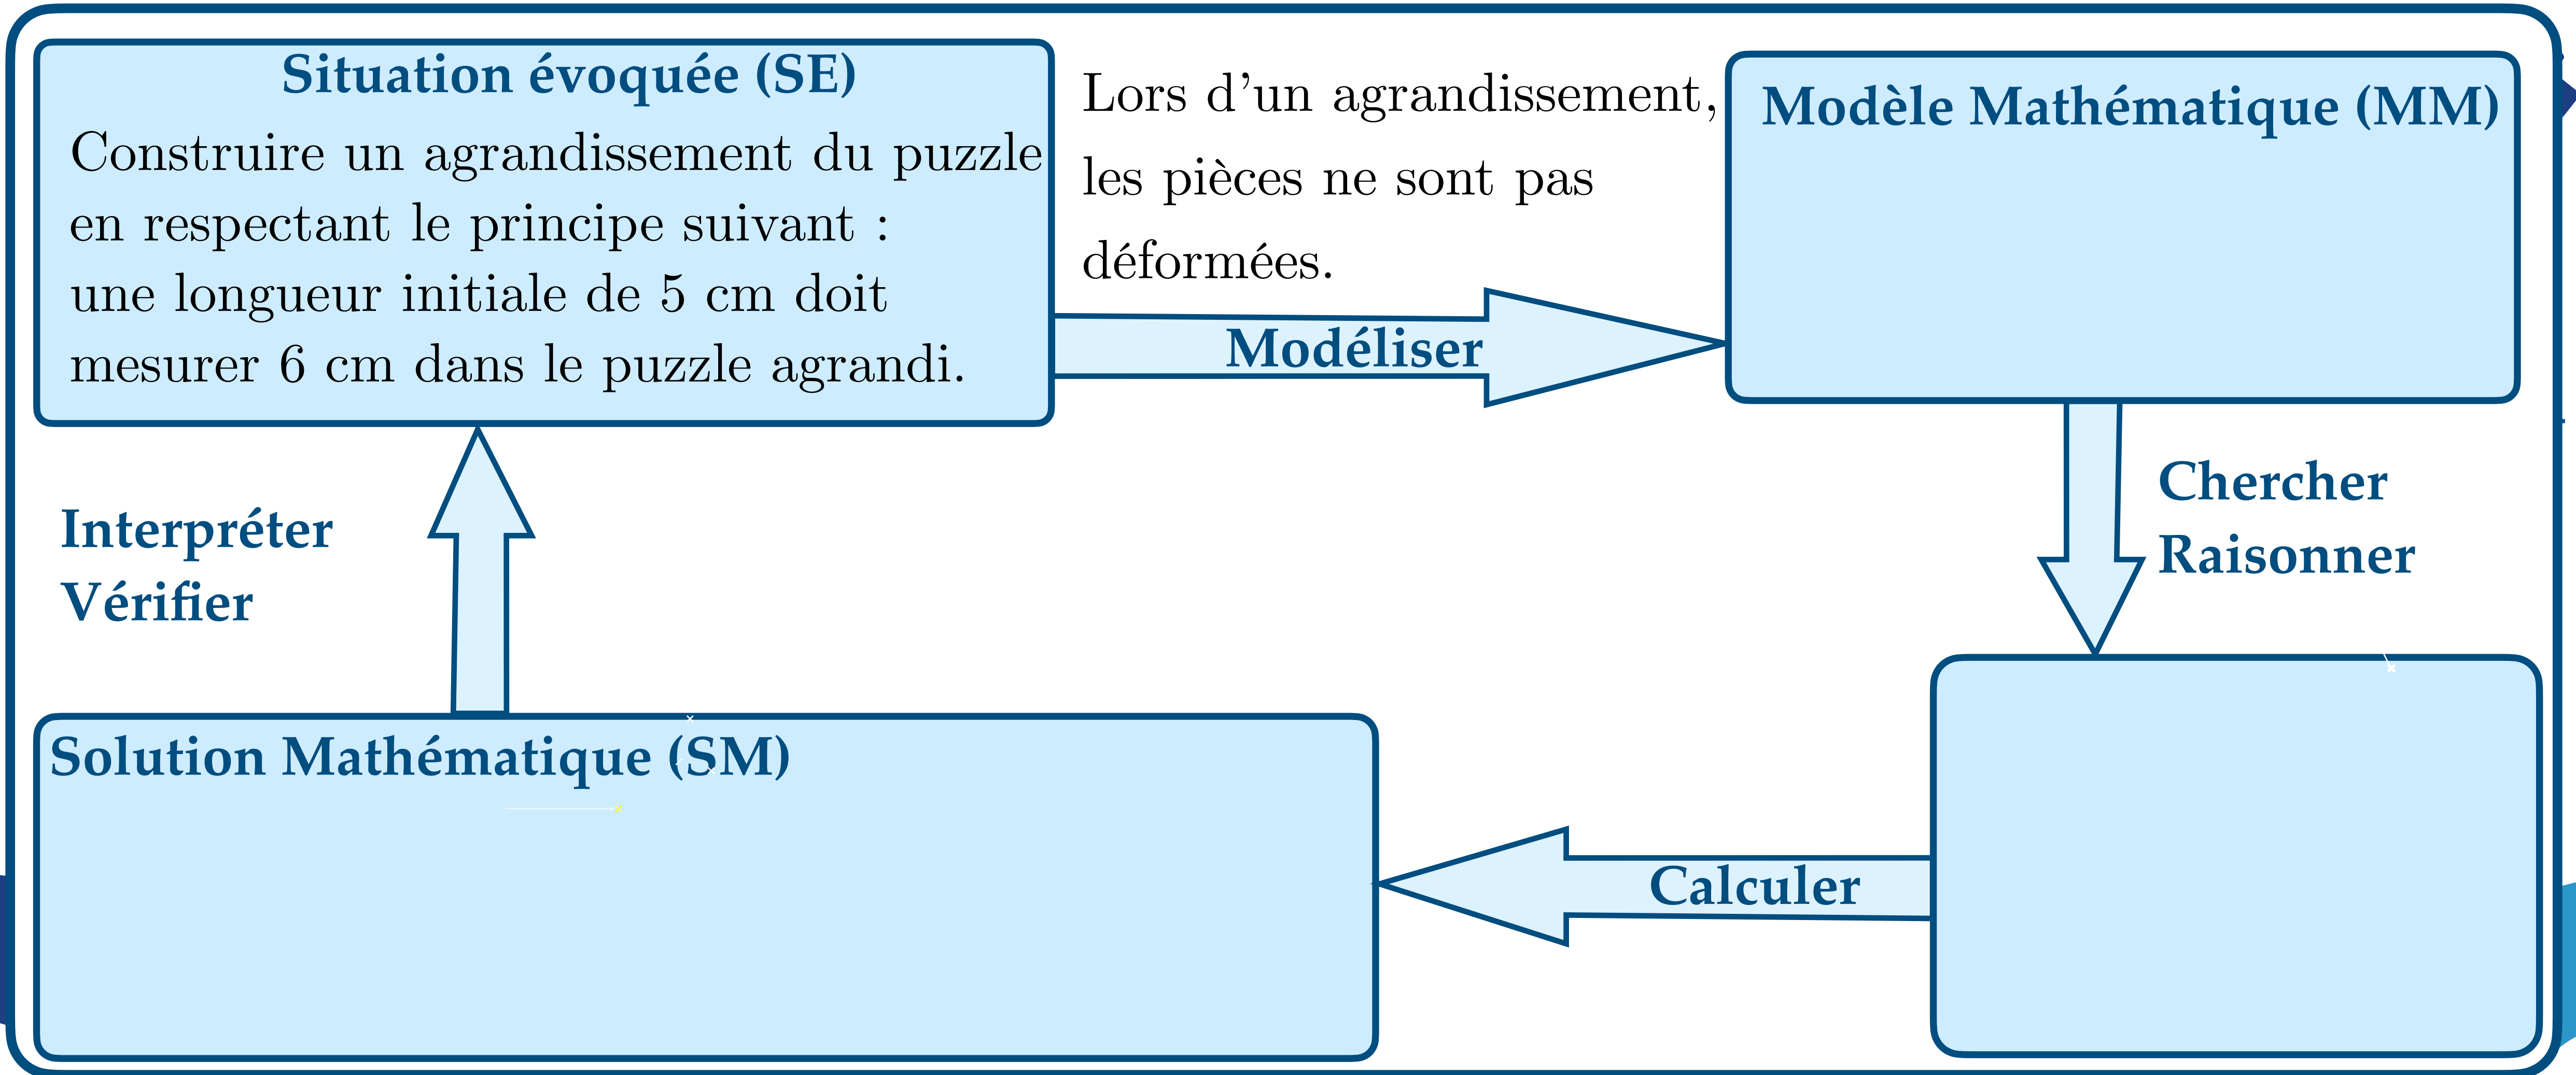 Situation évoquée (SE)
Construire un agrandissement du puzzle
en respectant le principe suivant :
une longueur initiale de 5 cm doit
mesurer 6 cm dans le puzzle agrandi.
Lors d'un agrandissement,
les pièces ne sont pas
déformées.
Modéliser
Modèle Mathématique (MM)
Chercher
Raisonner
Calculer
Solution Mathématique (SM)
Interpréter
Vérifier